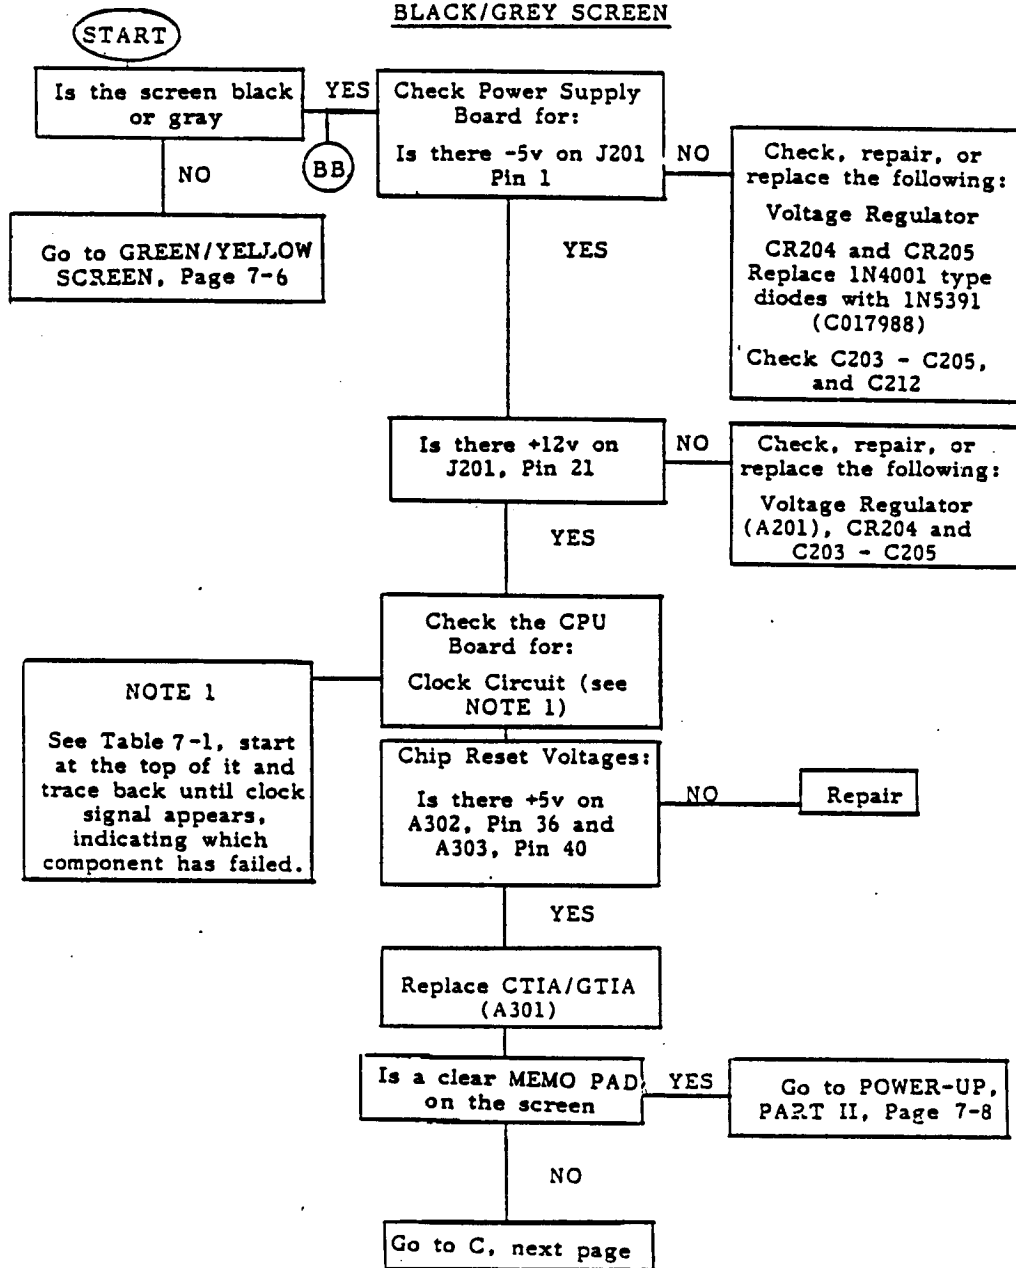 BLACK/GREY SCREEN
START
Is the screen black
or gray
YES
BB
NO
Go to GREEN/YELLOW
SCREEN, Page 7-6
Check Power Supply
Board for:
Is there -5v on J201
Pin 1
NO
Check, repair, or
replace the following:
Voltage Regulator
CR204 and CR205
Replace 1N4001 type
diodes with 1N5391
(C017988)
Check C203 - C205,
and C212
YES
Is there +12v on
J201, Pin 21
NO
Check, repair, or
replace the following:
Voltage Regulator
(A201), CR204 and
C203 - C205
YES
Check the CPU
Board for:
Clock Circuit (see
NOTE 1)
NOTE 1
See Table 7-1, start
at the top of it and
trace back until clock
signal appears,
indicating which
component has failed.
Chip Reset Voltages:
Is there +5v on
A302, Pin 36 and
A303, Pin 40
NO
Repair
YES
Replace CTIA/GTIA
(A301)
Is a clear MEMO PAD
on the screen
YES
Go to POWER-UP,
PART II, Page 7-8
NO
Go to C, next page